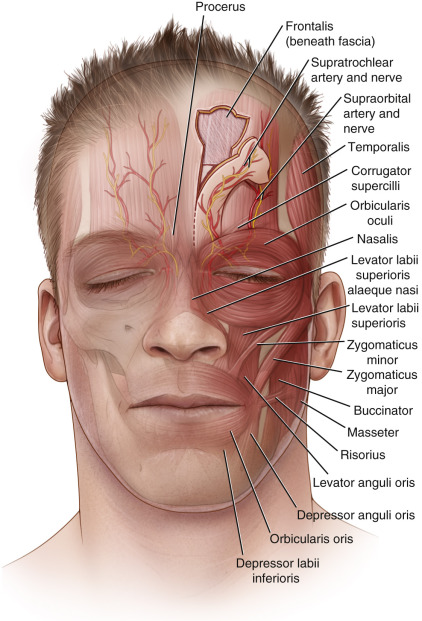 Procerus
Frontalis
(beneath fascia)
Supratrochlear
artery and nerve
Supraorbital
artery and
nerve
Temporalis
Corrugator
supercilli
Orbicularis
oculi
Nasalis
Levator labii
superioris
alaeque nasi
Levator labii
superioris
Zygomaticus
minor
Zygomaticus
major
Buccinator
Masseter
Risorius
Levator anguli oris
Depressor anguli oris
Orbicularis oris
Depressor labii
inferioris